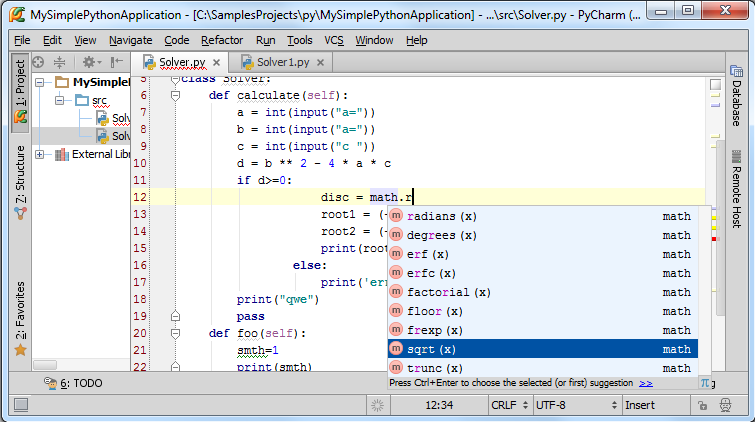 MySimplePythonApplication - [C:\SamplesProjects\py\MySimplePythonApplication] - ...\src\Solver.py - PyCharm (...
File Edit View Navigate Code Refactor Run Tools VCS Window Help
Solver.py Solver1.py
1: Project
Z: Structure
2: Favorites
MySimpleP
src
Solv
Solv
External Libr
5 class Solver:
6 def calculate(self):
7 a = int(input("a="))
8 b = int(input("a="))
9 c = int(input("c "))
10 d = b ** 2 - 4 * a * c
11 if d>=0:
12 disc = math.r
13 root1 = (-
14 root2 = (-
15 print(root
16 else:
17 print('err
18 print("qwe")
19 pass
20 def foo(self):
21 smth=1
22 print(smth)
radians(x) math
degrees(x) math
erf(x) math
erfc(x) math
factorial(x) math
floor(x) math
frexp(x) math
sqrt(x) math
trunc(x) math
Press Ctrl+Enter to choose the selected (or first) suggestion >>
π
Database
Remote Host
6: TODO
12:34 CRLF UTF-8 Insert